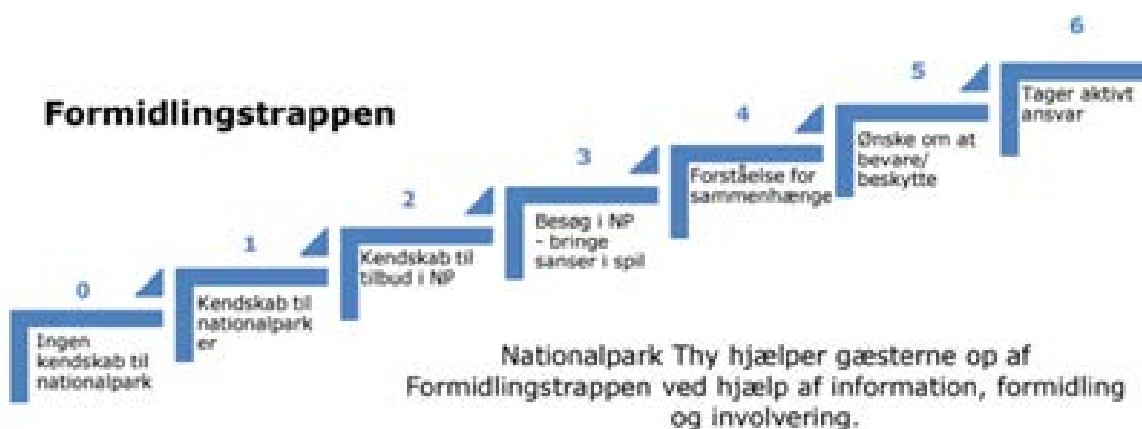 Formidlingstrappen
0
Ingen
kendskab til
nationalpark
1
Kendskab til
nationalpark
er
2
Kendskab til
tilbud i NP
3
Besøg i NP
- bringe
sanser i spil
4
Forståelse for
sammenhænge
5
Ønske om at
bevare/
beskytte
6
Tager aktivt
ansvar
Nationalpark Thy hjælper gæsterne op af
Formidlingstrappen ved hjælp af information, formidling
og involvering.